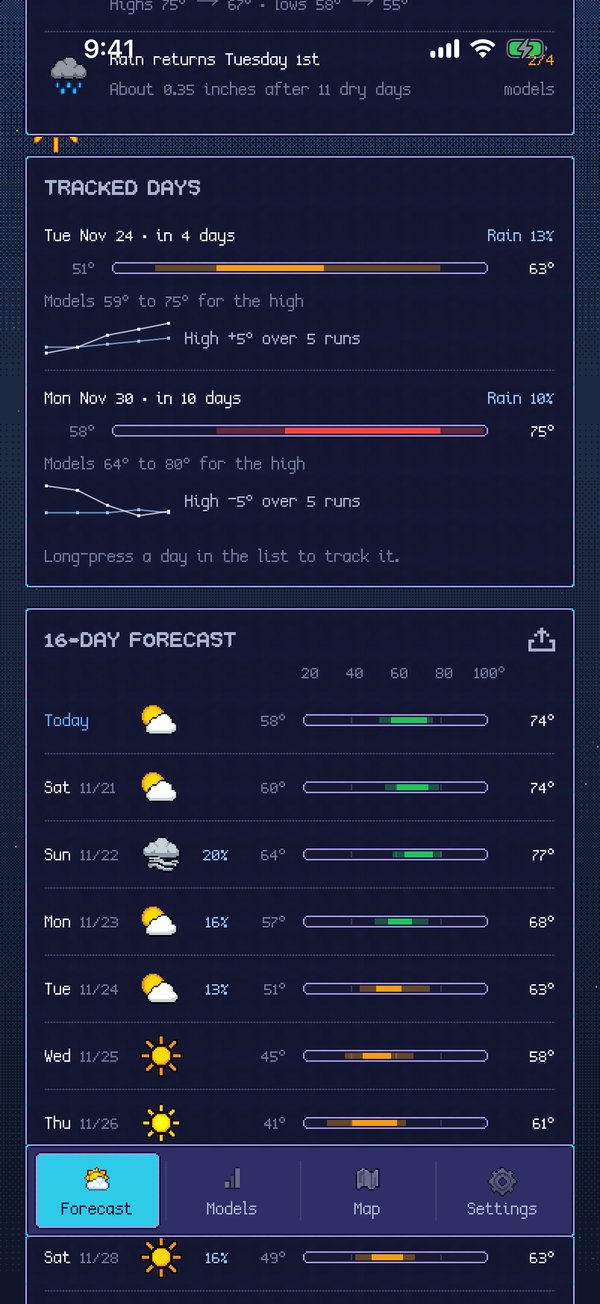 Highs 75° → 67° · lows 58° → 55°
9:41
Rain returns Tuesday 1st 2/4
About 0.35 inches after 11 dry days models
TRACKED DAYS
Tue Nov 24 · in 4 days Rain 13%
51° 63°
Models 59° to 75° for the high
High +5° over 5 runs
Mon Nov 30 · in 10 days Rain 10%
58° 75°
Models 64° to 80° for the high
High -5° over 5 runs
Long-press a day in the list to track it.
16-DAY FORECAST
20 40 60 80 100°
Today 58° 74°
Sat 11/21 60° 74°
Sun 11/22 20% 64° 77°
Mon 11/23 16% 57° 68°
Tue 11/24 13% 51° 63°
Wed 11/25 45° 58°
Thu 11/26 41° 61°
Forecast Models Map Settings
Sat 11/28 16% 49° 63°